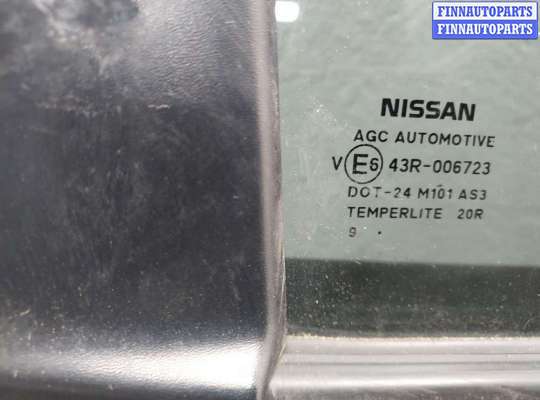 FINNAUTOPARTS
FINNAUTOPARTS
NISSAN
AGC AUTOMOTIVE
V E6 43R-006723
DOT-24 M101 AS3
TEMPERLITE 20R
9 .